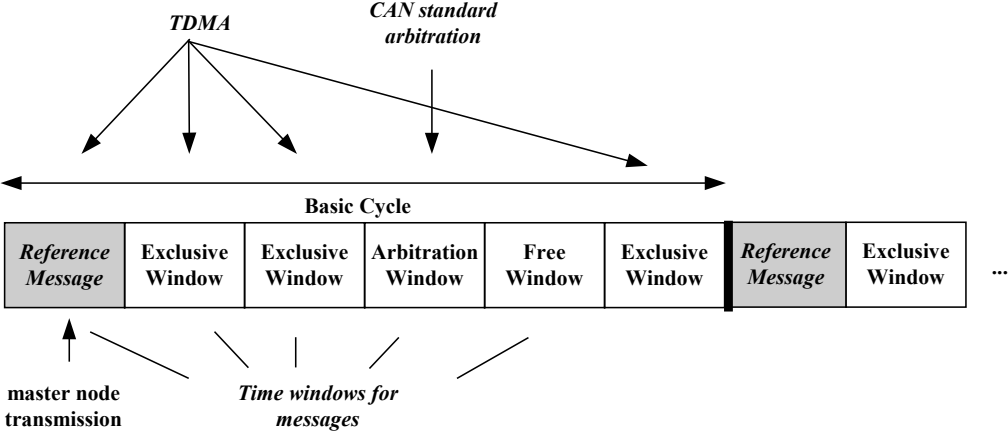 TDMA
CAN standard
arbitration
Basic Cycle
Reference
Message
Exclusive
Window
Exclusive
Window
Arbitration
Window
Free
Window
Exclusive
Window
Reference
Message
Exclusive
Window
...
master node
transmission
Time windows for
messages